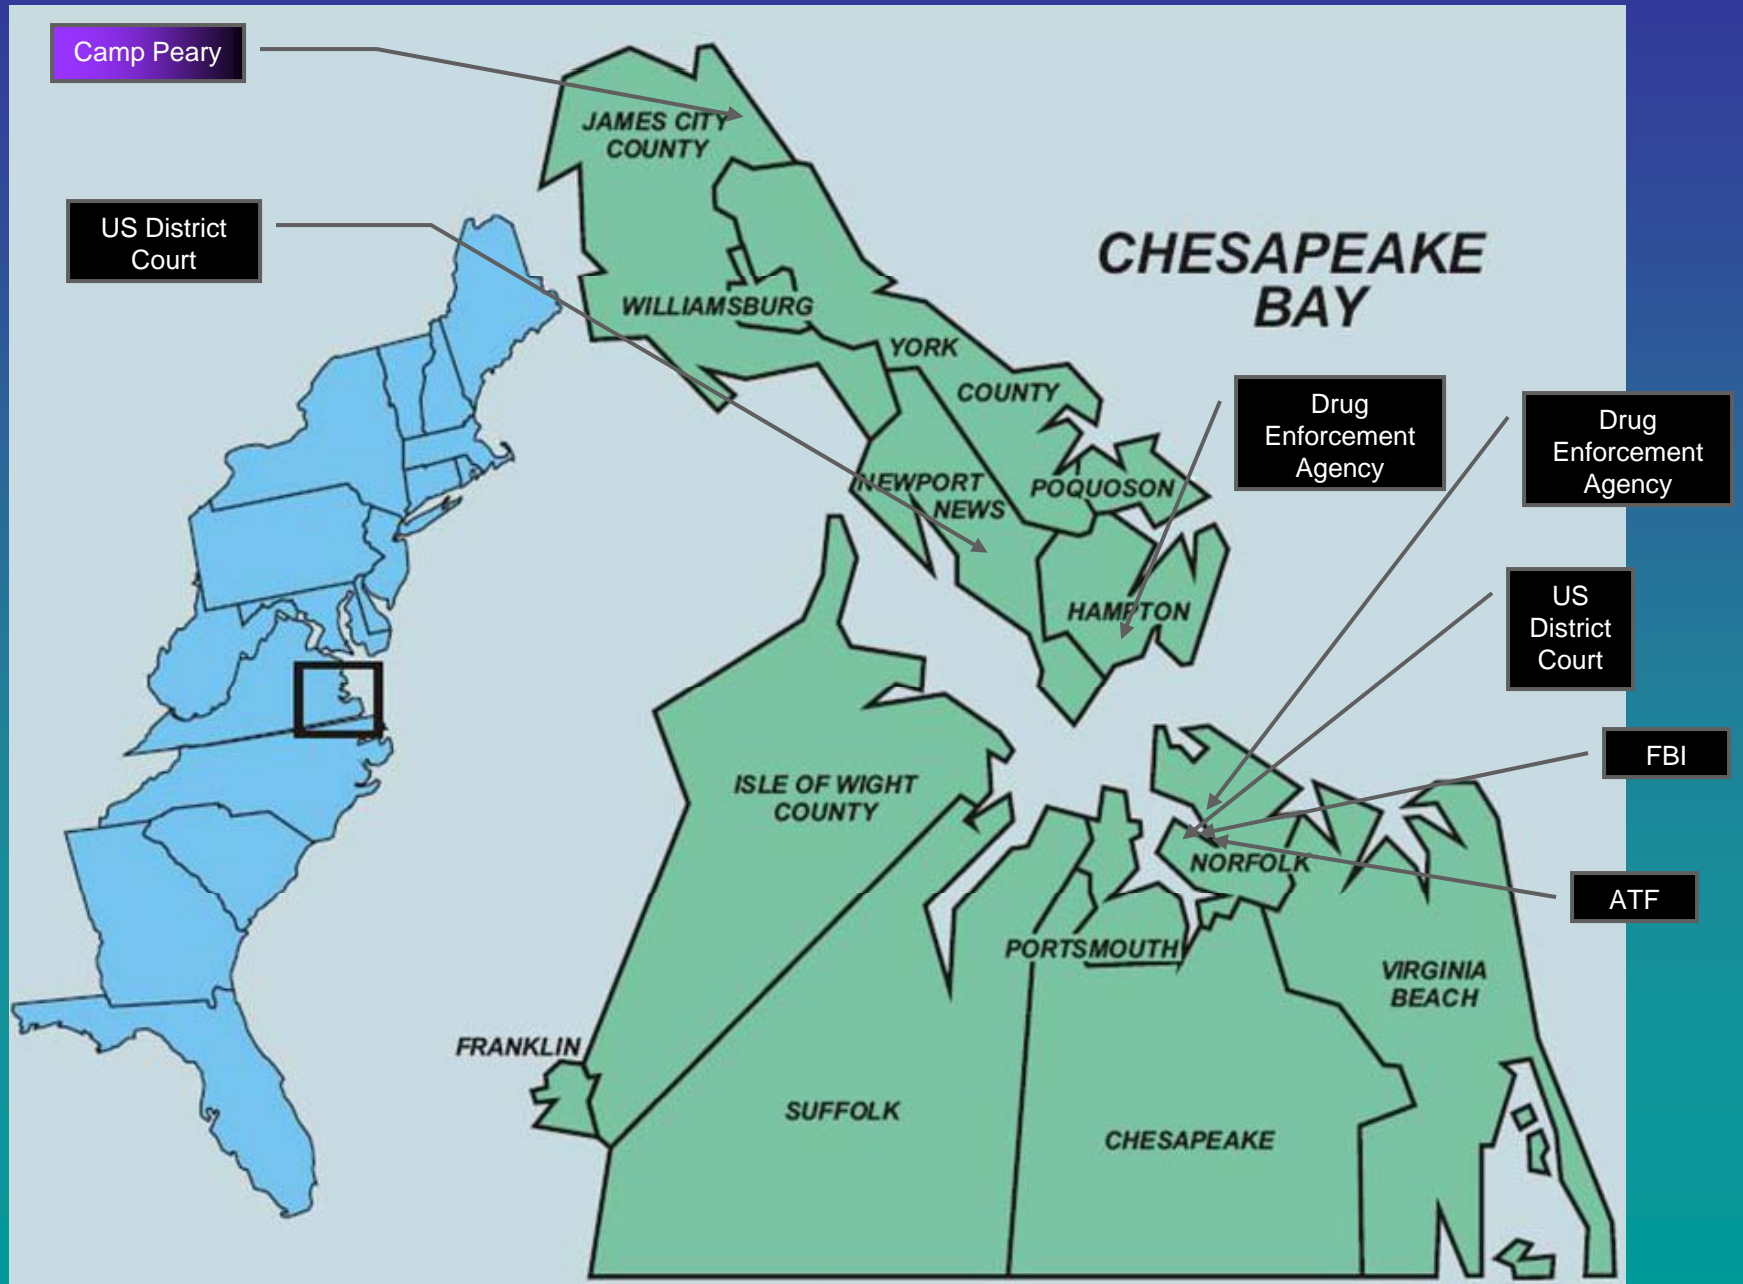 Camp Peary
JAMES CITY
COUNTY
US District
Court
CHESAPEAKE
BAY
WILLIAMSBURG
YORK
COUNTY
Drug
Enforcement
Agency
Drug
Enforcement
Agency
NEWPORT
NEWS
POQUOSON
HAMPTON
US
District
Court
FBI
ISLE OF WIGHT
COUNTY
NORFOLK
ATF
PORTSMOUTH
VIRGINIA
BEACH
FRANKLIN
SUFFOLK
CHESAPEAKE